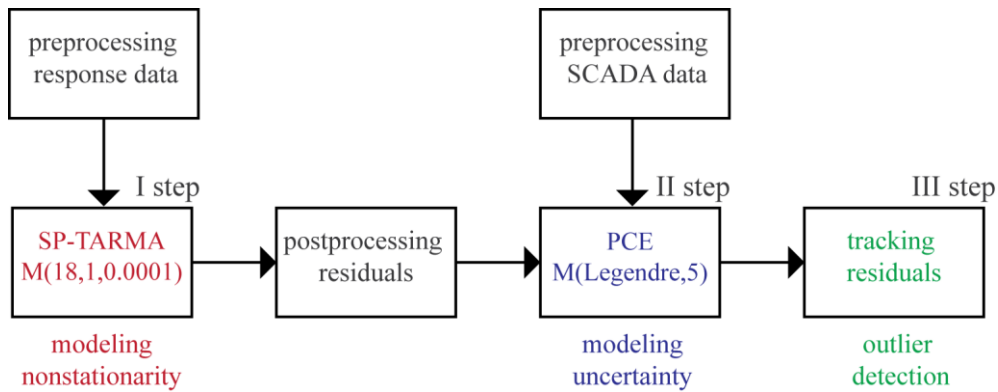 preprocessing
response data
preprocessing
SCADA data
I step
II step
III step
SP-TARMA
M(18,1,0.0001)
postprocessing
residuals
PCE
M(Legendre,5)
tracking
residuals
modeling
nonstationarity
modeling
uncertainty
outlier
detection